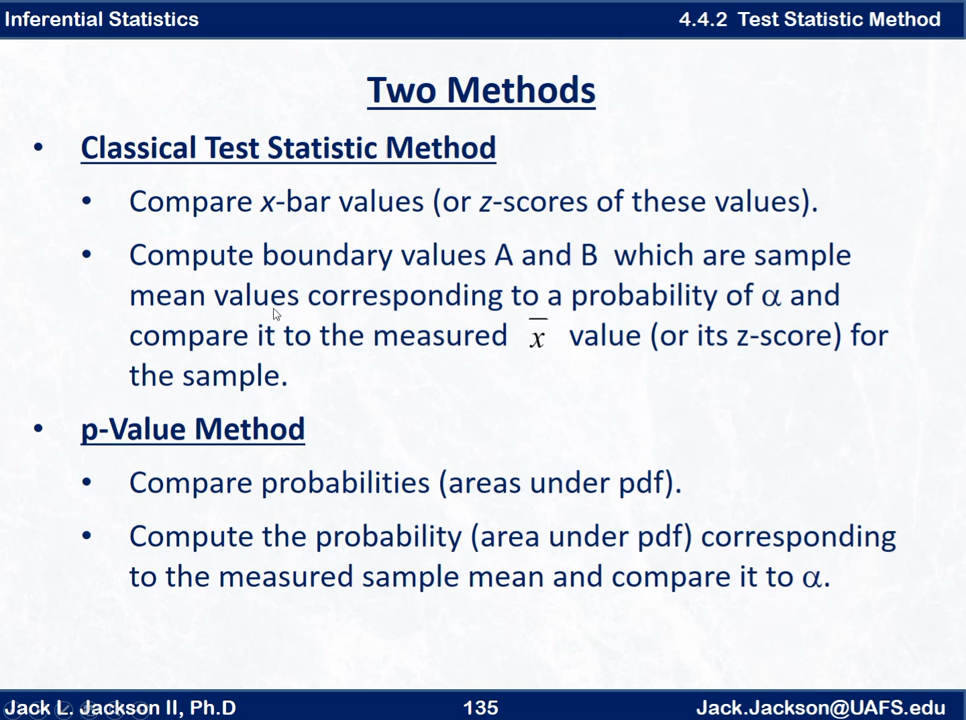 Inferential Statistics
4.4.2 Test Statistic Method
Two Methods
• Classical Test Statistic Method
• Compare x-bar values (or z-scores of these values).
• Compute boundary values A and B which are sample
mean values corresponding to a probability of α and
compare it to the measured x̄ value (or its z-score) for
the sample.
• p-Value Method
• Compare probabilities (areas under pdf).
• Compute the probability (area under pdf) corresponding
to the measured sample mean and compare it to α.
Jack L. Jackson II, Ph.D
135
Jack.Jackson@UAFS.edu